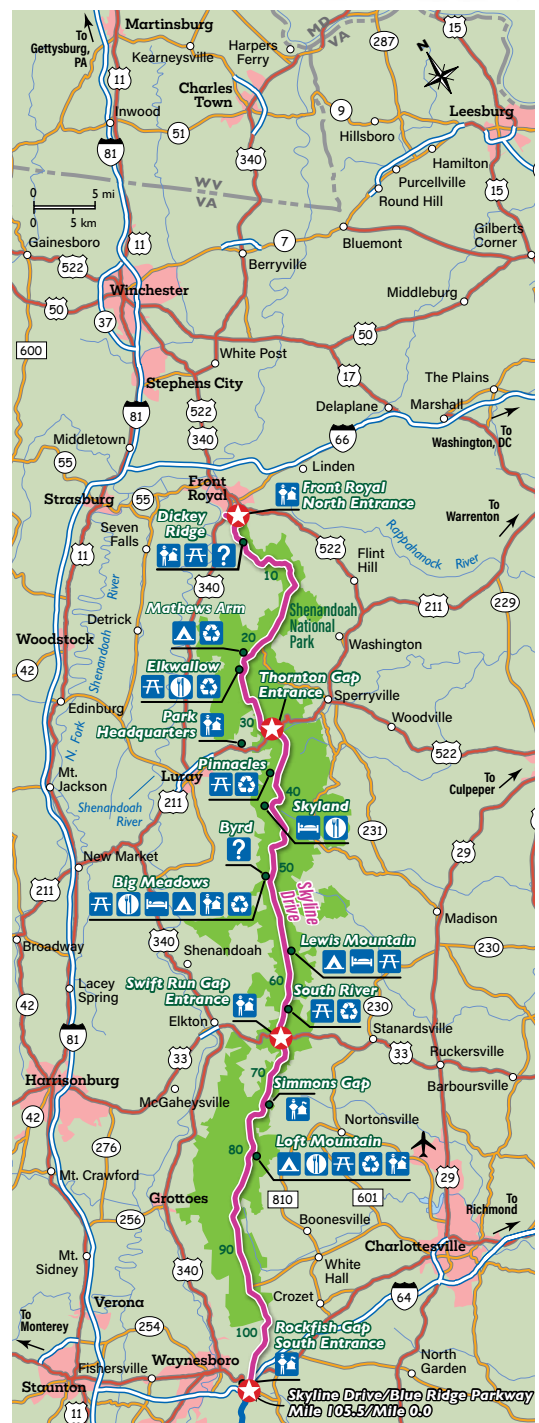 To
Gettysburg,
PA
Martinsburg
11
Kearneysville
Harpers
Ferry
MD
VA
287
15
N
Charles
Town
Leesburg
Inwood
51
9
Hillsboro
81
340
Hamilton
Purcellville
Round Hill
15
WV
VA
0 5 mi
0 5 km
Gainesboro
11
7
Bluemont
Gilberts
Corner
522
Berryville
Winchester
Middleburg
50
37
50
600
White Post
17
Stephens City
The Plains
522
Delaplane
Marshall
81
340
66
To
Washington, DC
Middletown
55
Linden
Strasburg
55
Front
Royal
Front Royal
North Entrance
To
Warrenton
Dickey
Ridge
?
Seven
Falls
11
Rappahanock River
522
Flint
Hill
10
340
211
229
Shenandoah
River
Mathews Arm
Shenandoah
National
Park
Woodstock
Detrick
Washington
42
20
Elkwallow
Thornton Gap
Entrance
Sperryville
Edinburg
Park
Headquarters
30
Woodville
N. Fork
522
Mt.
Jackson
Luray
Pinnacles
To
Culpeper
211
40
Shenandoah
River
Skyland
231
Byrd
?
29
New Market
50
211
Big Meadows
Skyline
Drive
Madison
Broadway
340
Lewis Mountain
230
Shenandoah
42
Lacey
Spring
Swift Run Gap
Entrance
60
South River
230
Elkton
Stanardsville
81
33
33
Ruckersville
Harrisonburg
70
Barboursville
McGaheysville
Simmons Gap
42
Nortonsville
276
80
Loft Mountain
Mt. Crawford
29
Grottoes
810
601
To
Richmond
256
Boonesville
Charlottesville
Mt.
Sidney
90
White
Hall
340
64
Crozet
Verona
100
Rockfish Gap
South Entrance
To
Monterey
254
Waynesboro
Fishersville
North
Garden
Staunton
11
Skyline Drive/Blue Ridge Parkway
Mile 105.5/Mile 0.0